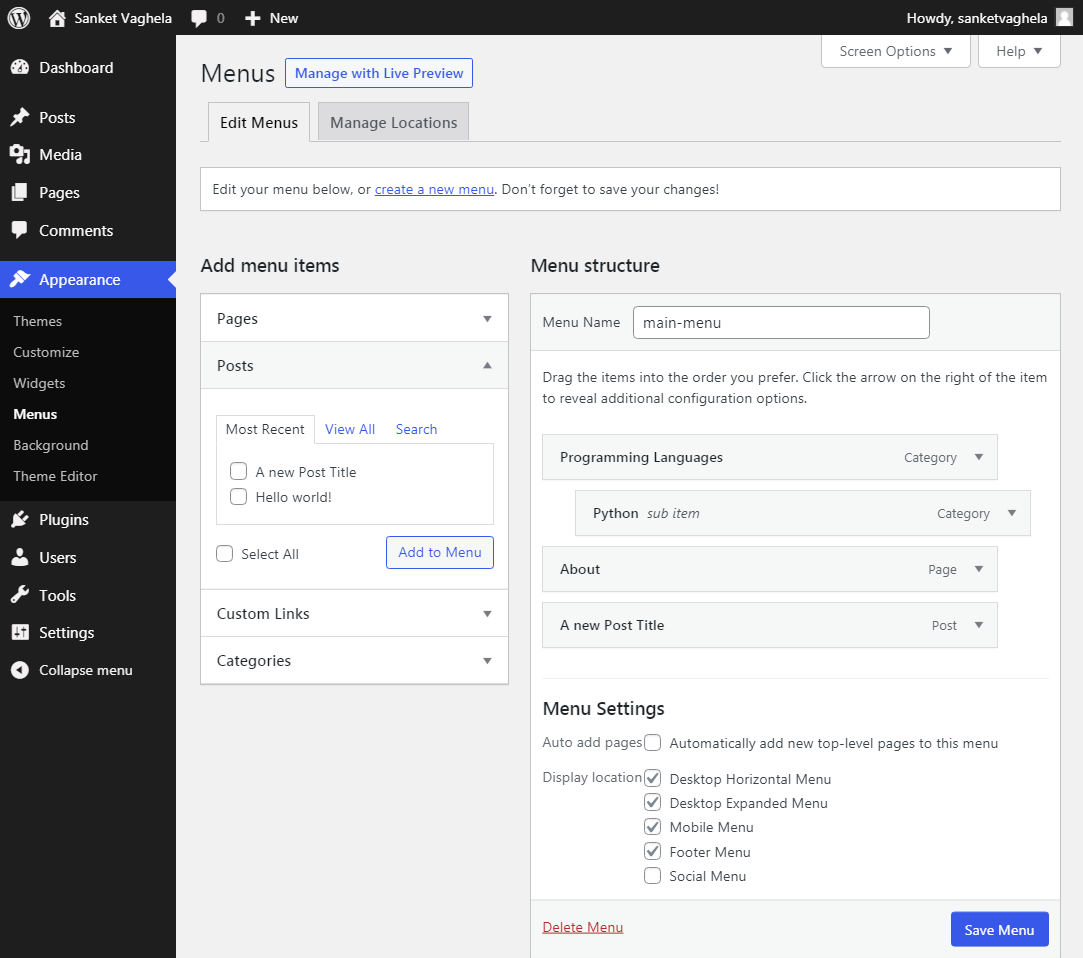 Sanket Vaghela 0 New Howdy, sanketvaghela
Screen Options Help
Menus Manage with Live Preview
Edit Menus Manage Locations
Edit your menu below, or create a new menu. Don’t forget to save your changes!
Dashboard
Posts
Media
Pages
Comments
Appearance
Themes
Customize
Widgets
Menus
Background
Theme Editor
Plugins
Users
Tools
Settings
Collapse menu
Add menu items
Pages
Posts
Most Recent View All Search
A new Post Title
Hello world!
Select All Add to Menu
Custom Links
Categories
Menu structure
Menu Name main-menu
Drag the items into the order you prefer. Click the arrow on the right of the item
to reveal additional configuration options.
Programming Languages Category
Python sub item Category
About Page
A new Post Title Post
Menu Settings
Auto add pages Automatically add new top-level pages to this menu
Display location Desktop Horizontal Menu
Desktop Expanded Menu
Mobile Menu
Footer Menu
Social Menu
Delete Menu Save Menu